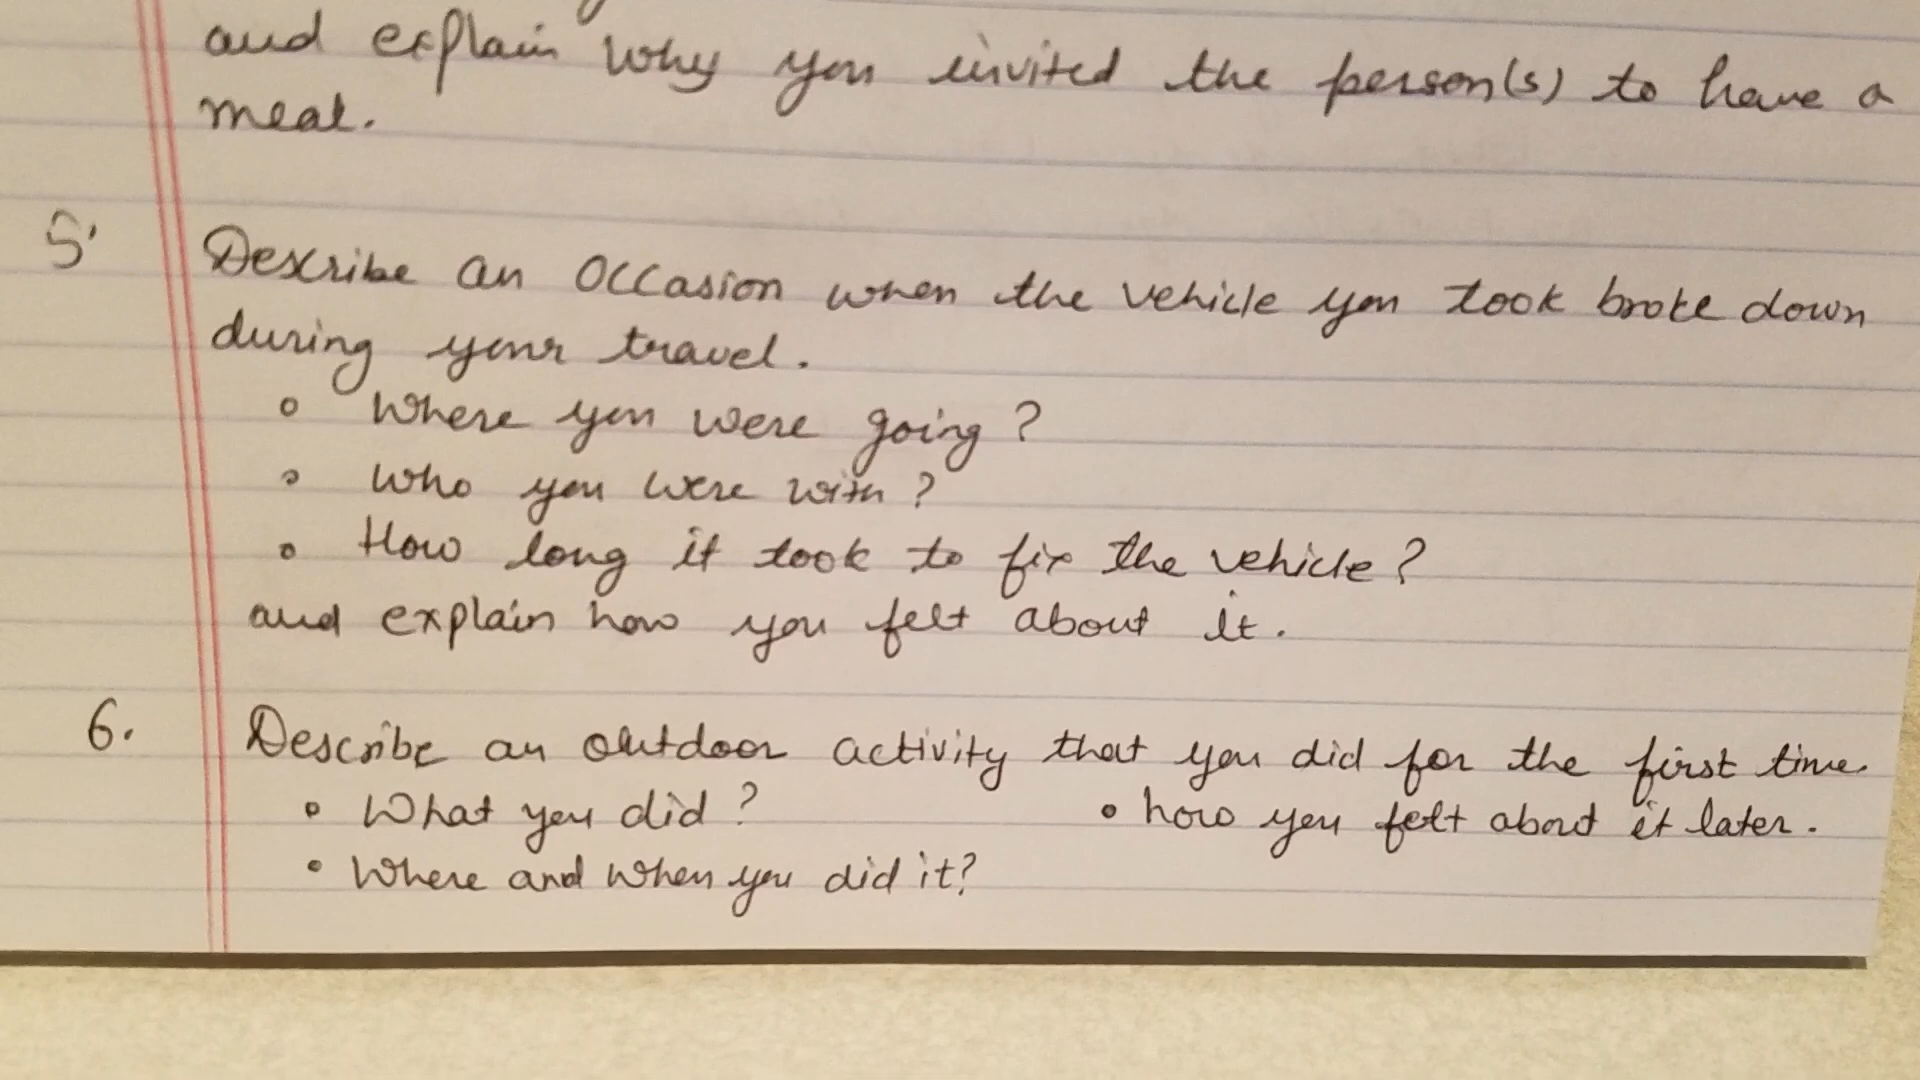 and explain why you invited the person(s) to have a
meal.
5. Describe an occasion when the vehicle you took broke down
during your travel.
• Where you were going?
• Who you were with?
• How long it took to fix the vehicle?
and explain how you felt about it.
6. Describe an outdoor activity that you did for the first time.
• What you did? • how you felt about it later.
• Where and when you did it?